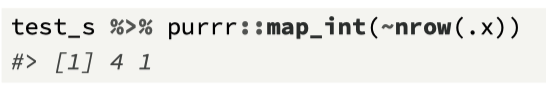 test_s %>% purrr::map_int(~nrow(.x))
#> [1] 4 1